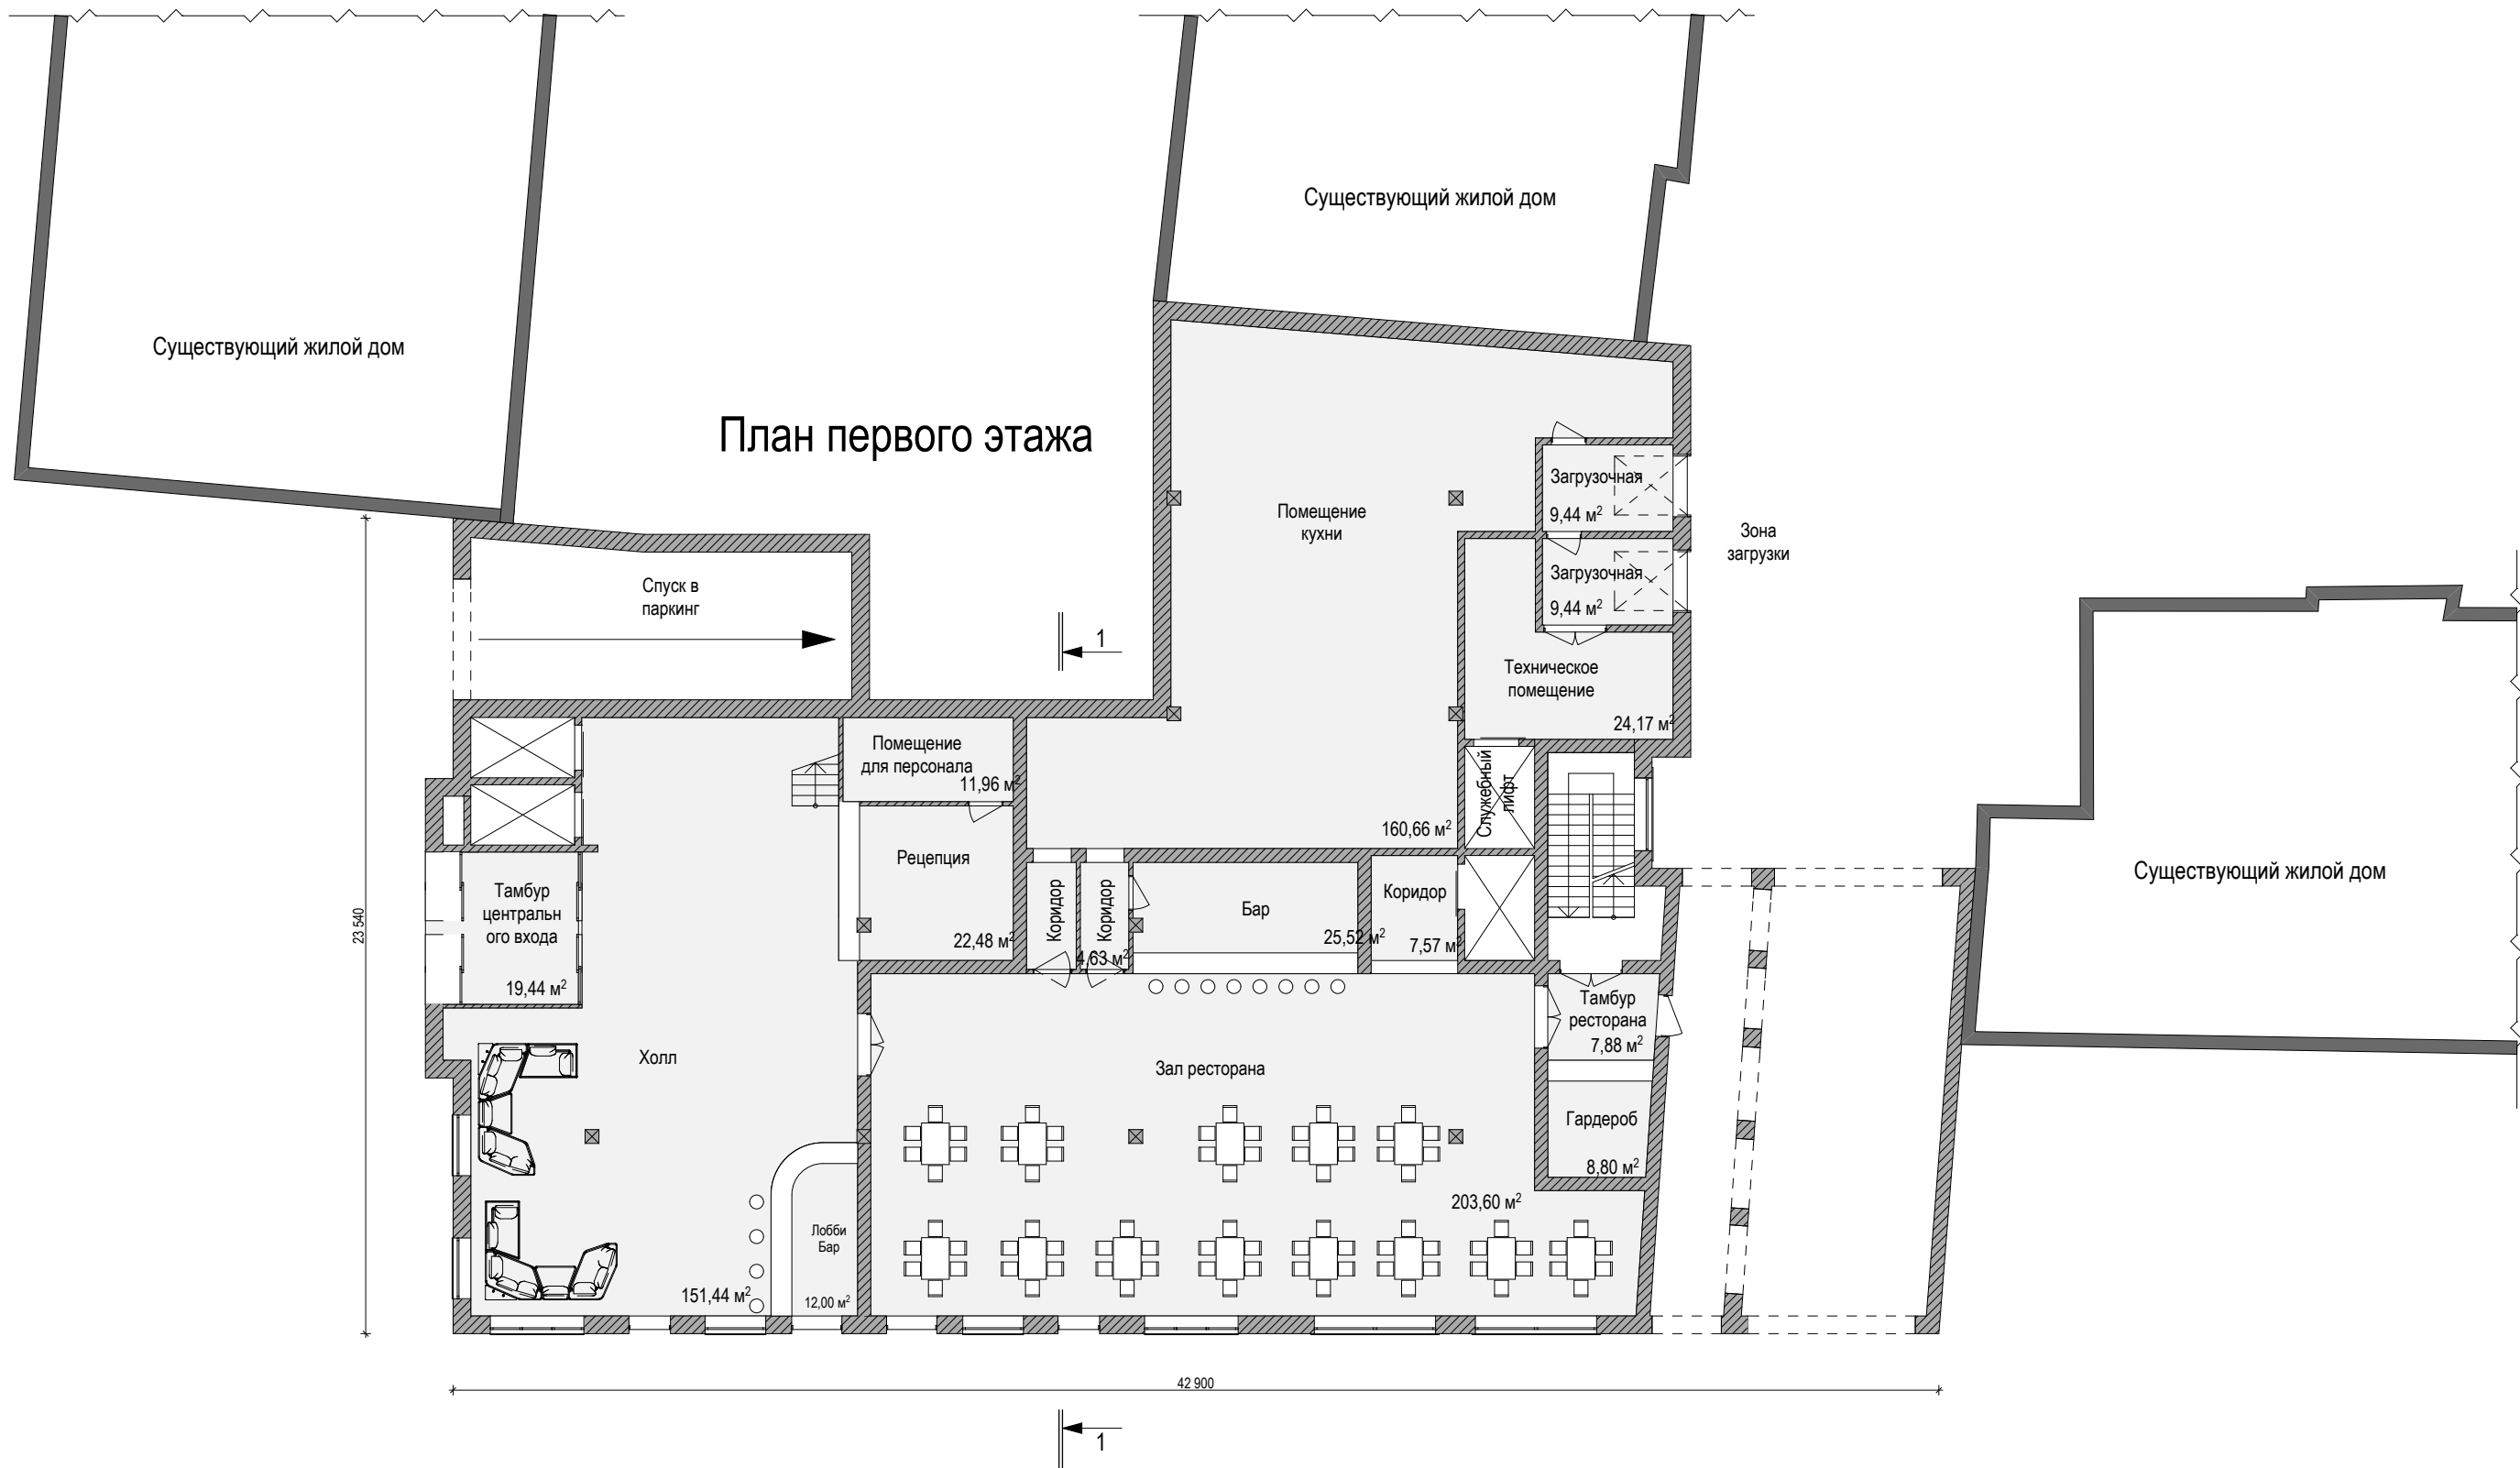 Существующий жилой дом
Существующий жилой дом
План первого этажа
Загрузочная
9,44 м²
Помещение
кухни
Зона
загрузки
Загрузочная
9,44 м²
Спуск в
паркинг
1
Техническое
помещение
24,17 м²
Помещение
для персонала
11,96 м²
Служебный
лифт
160,66 м²
Рецепция
22,48 м²
Существующий жилой дом
Тамбур
центральн
ого входа
19,44 м²
Коридор
Коридор
4,63 м²
Бар
25,52 м²
Коридор
7,57 м²
23 540
Тамбур
ресторана
7,88 м²
Холл
Зал ресторана
Гардероб
8,80 м²
203,60 м²
Лобби
Бар
151,44 м²
12,00 м²
42 900
1